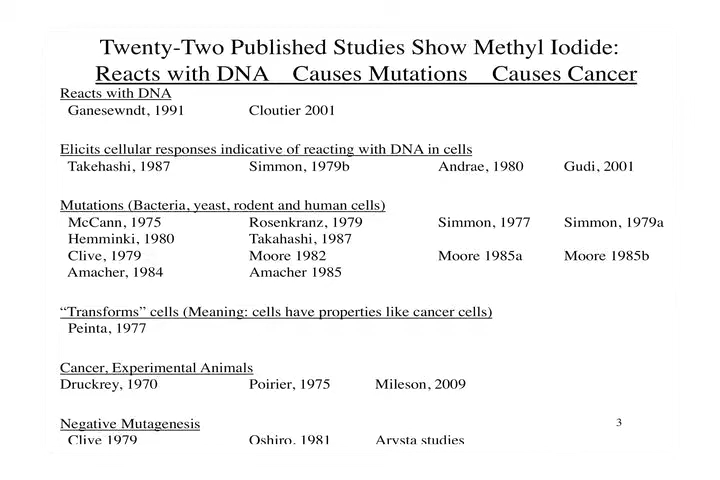 Twenty-Two Published Studies Show Methyl Iodide:
Reacts with DNA Causes Mutations Causes Cancer
Reacts with DNA
Ganesewndt, 1991 Cloutier 2001
Elicits cellular responses indicative of reacting with DNA in cells
Takehashi, 1987 Simmon, 1979b Andrae, 1980 Gudi, 2001
Mutations (Bacteria, yeast, rodent and human cells)
McCann, 1975 Rosenkranz, 1979 Simmon, 1977 Simmon, 1979a
Hemminki, 1980 Takahashi, 1987
Clive, 1979 Moore 1982 Moore 1985a Moore 1985b
Amacher, 1984 Amacher 1985
“Transforms” cells (Meaning: cells have properties like cancer cells)
Peinta, 1977
Cancer, Experimental Animals
Druckrey, 1970 Poirier, 1975 Mileson, 2009
Negative Mutagenesis 3
Clive 1979 Oshiro, 1981 Arysta studies